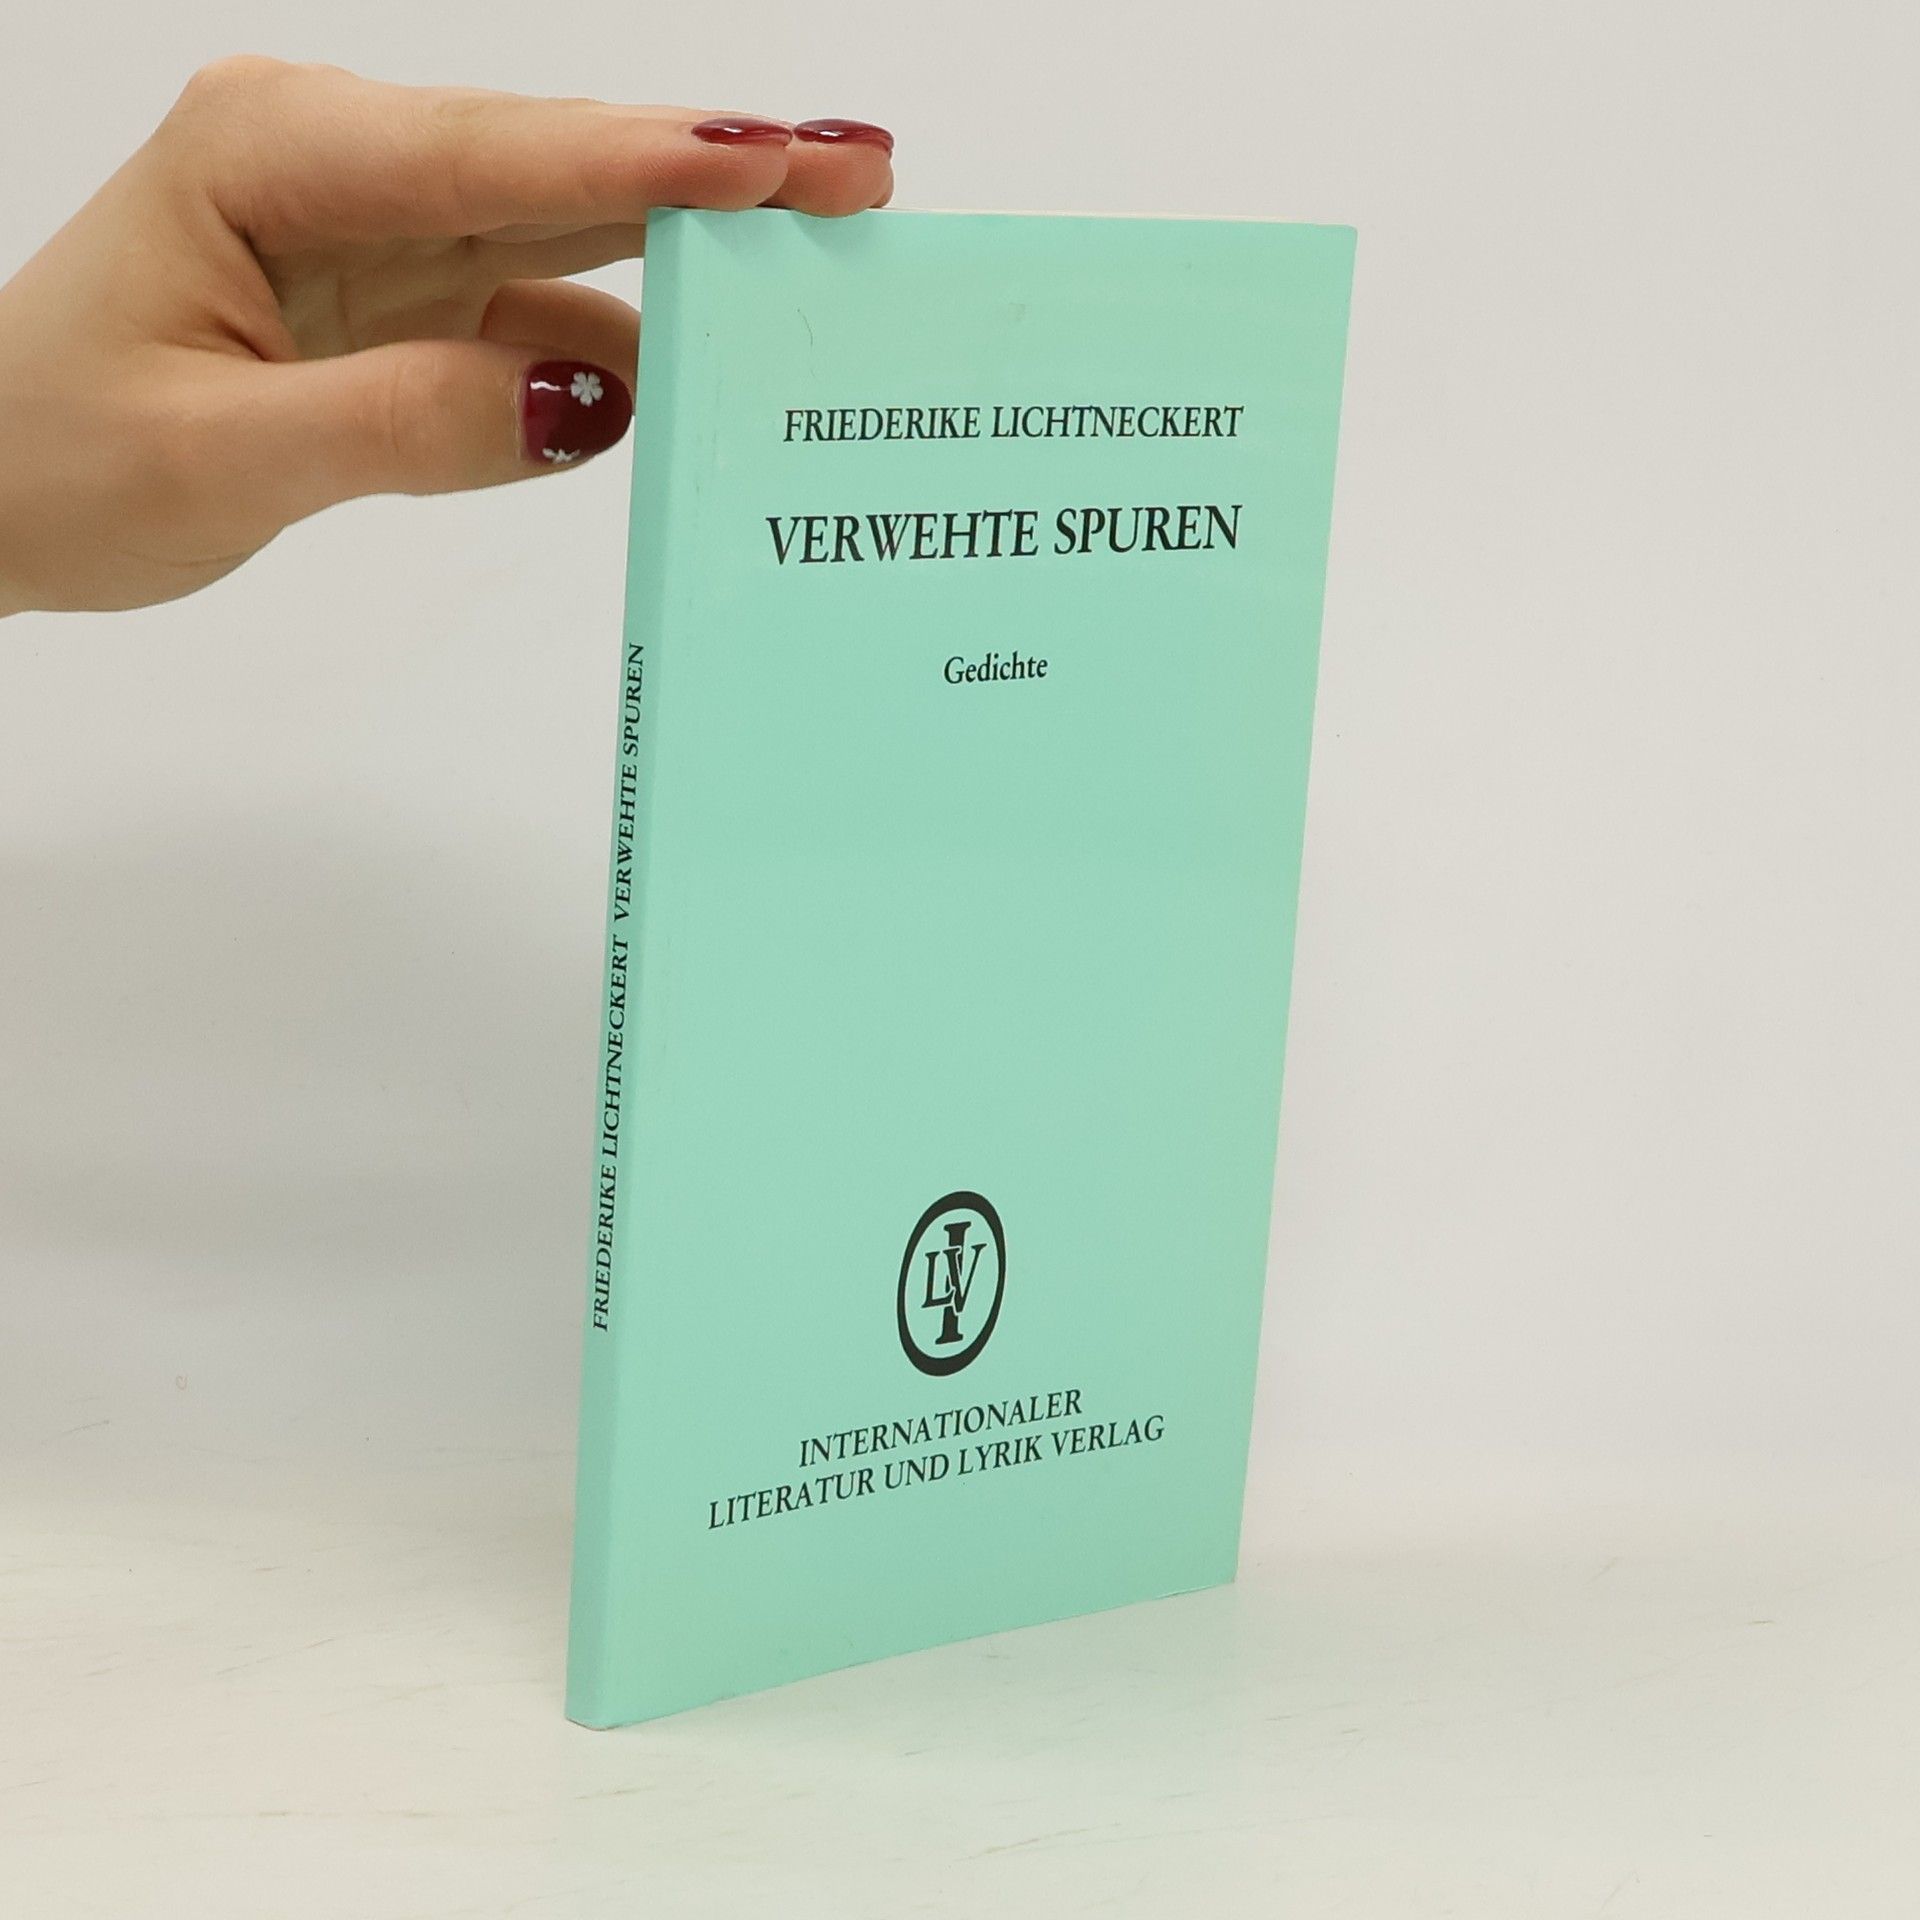 FRIEDERIKE LICHTNECKERT
VERWEHTE SPUREN
Gedichte
ILV
INTERNATIONALER
LITERATUR UND LYRIK VERLAG
FRIEDERIKE LICHTNECKERT VERWEHTE SPUREN